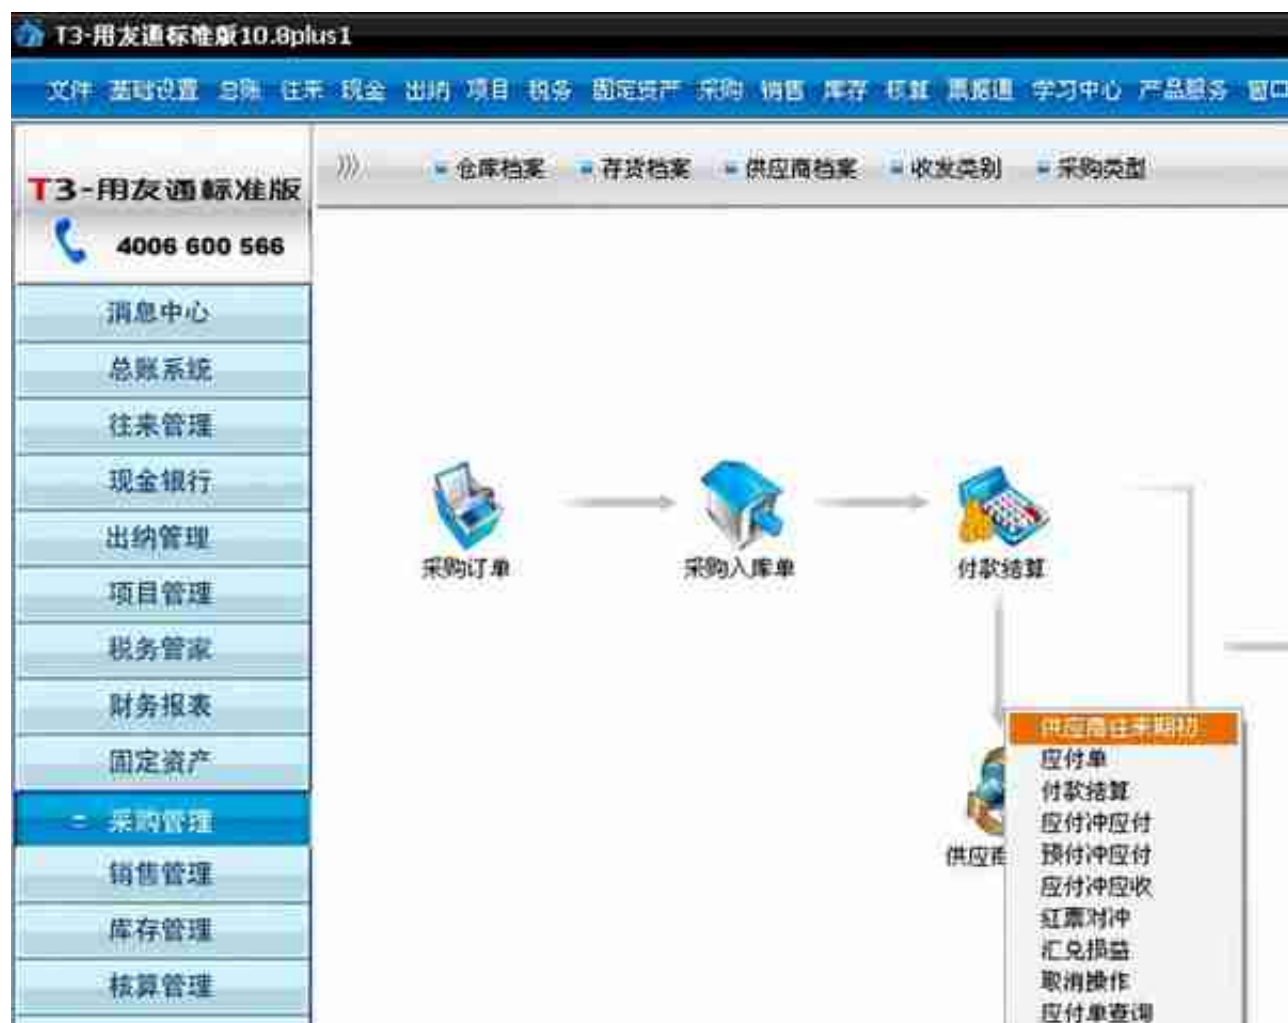 T3-用友通标准版10.8plus1
文件 基础设置 总账 往来 现金 出纳 项目 税务 固定资产 采购 销售 库存 核算 票据通 学习中心 产品服务 窗口
T3-用友通标准版
4006 600 566
》 仓库档案 存货档案 供应商档案 收发类别 采购类型
消息中心
总账系统
往来管理
现金银行
出纳管理
项目管理
税务管家
财务报表
固定资产
采购管理
销售管理
库存管理
核算管理
采购订单
采购入库单
付款结算
供应商
供应商往来期初
应付单
付款结算
应付冲应付
预付冲应付
应付冲应收
红票对冲
汇兑损益
取消操作
应付单查询